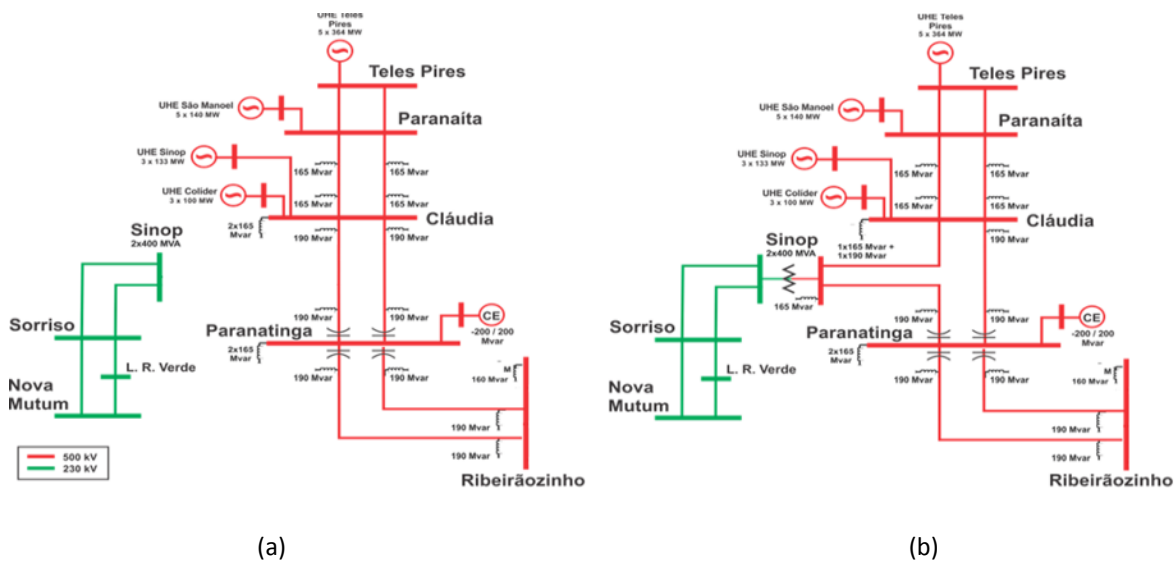 UHE Teles
Pires
5 x 364 MW
Teles Pires
UHE São Manoel
5 x 140 MW
Paranaíta
UHE Sinop
3 x 133 MW
165 Mvar
165 Mvar
UHE Colider
3 x 100 MW
165 Mvar
165 Mvar
Cláudia
2x165
Mvar
190 Mvar
190 Mvar
Sinop
2x400 MVA
190 Mvar
190 Mvar
CE
-200 / 200
Mvar
Sorriso
Paranatinga
2x165
Mvar
L. R. Verde
190 Mvar
190 Mvar
M
160 Mvar
Nova
Mutum
190 Mvar
190 Mvar
500 kV
230 kV
Ribeirãozinho
(a)
UHE Teles
Pires
5 x 364 MW
Teles Pires
UHE São Manoel
5 x 140 MW
Paranaíta
UHE Sinop
3 x 133 MW
165 Mvar
165 Mvar
UHE Colider
3 x 100 MW
165 Mvar
165 Mvar
Cláudia
1x165 Mvar +
1x190 Mvar
190 Mvar
Sinop
2x400 MVA
165 Mvar
190 Mvar
190 Mvar
CE
-200 / 200
Mvar
Sorriso
Paranatinga
2x165
Mvar
L. R. Verde
190 Mvar
190 Mvar
M
160 Mvar
Nova
Mutum
190 Mvar
190 Mvar
Ribeirãozinho
(b)